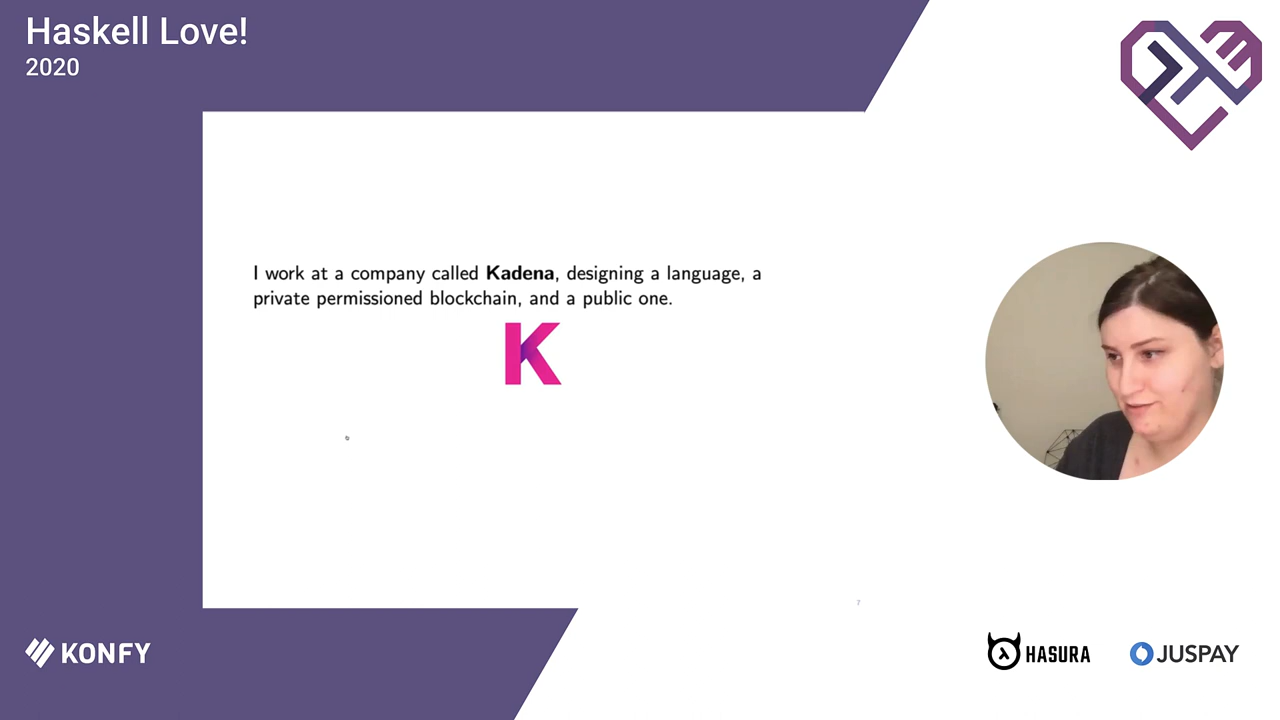 Haskell Love!
2020
I work at a company called Kadena, designing a language, a
private permissioned blockchain, and a public one.
K
7
KONFY
HASURA
JUSPAY